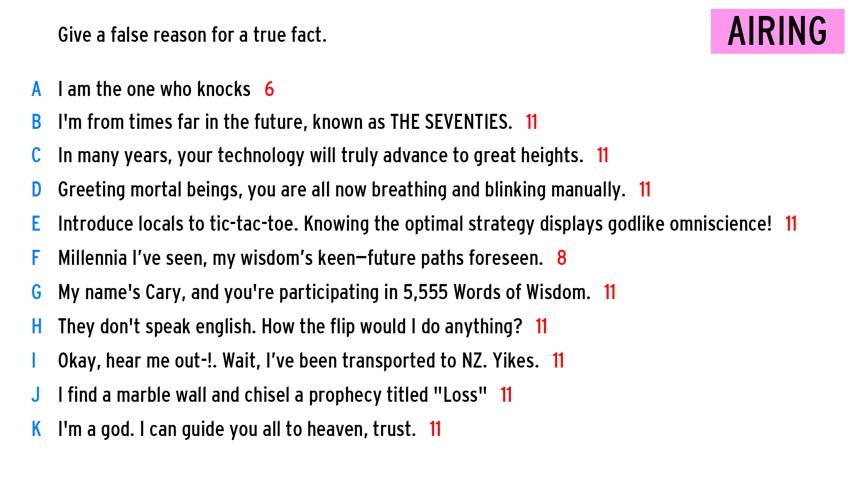 Give a false reason for a true fact.
AIRING
A I am the one who knocks 6
B I'm from times far in the future, known as THE SEVENTIES. 11
C In many years, your technology will truly advance to great heights. 11
D Greeting mortal beings, you are all now breathing and blinking manually. 11
E Introduce locals to tic-tac-toe. Knowing the optimal strategy displays godlike omniscience! 11
F Millennia I've seen, my wisdom's keen—future paths foreseen. 8
G My name's Cary, and you're participating in 5,555 Words of Wisdom. 11
H They don't speak english. How the flip would I do anything? 11
I Okay, hear me out-!. Wait, I've been transported to NZ. Yikes. 11
J I find a marble wall and chisel a prophecy titled "Loss" 11
K I'm a god. I can guide you all to heaven, trust. 11